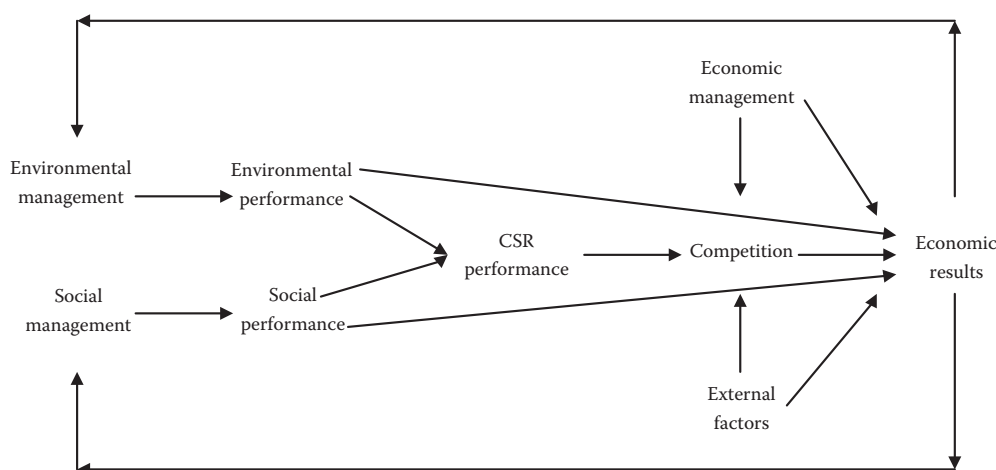 Economic
management
Environmental
management
Environmental
performance
CSR
performance
Competition
Economic
results
Social
management
Social
performance
External
factors